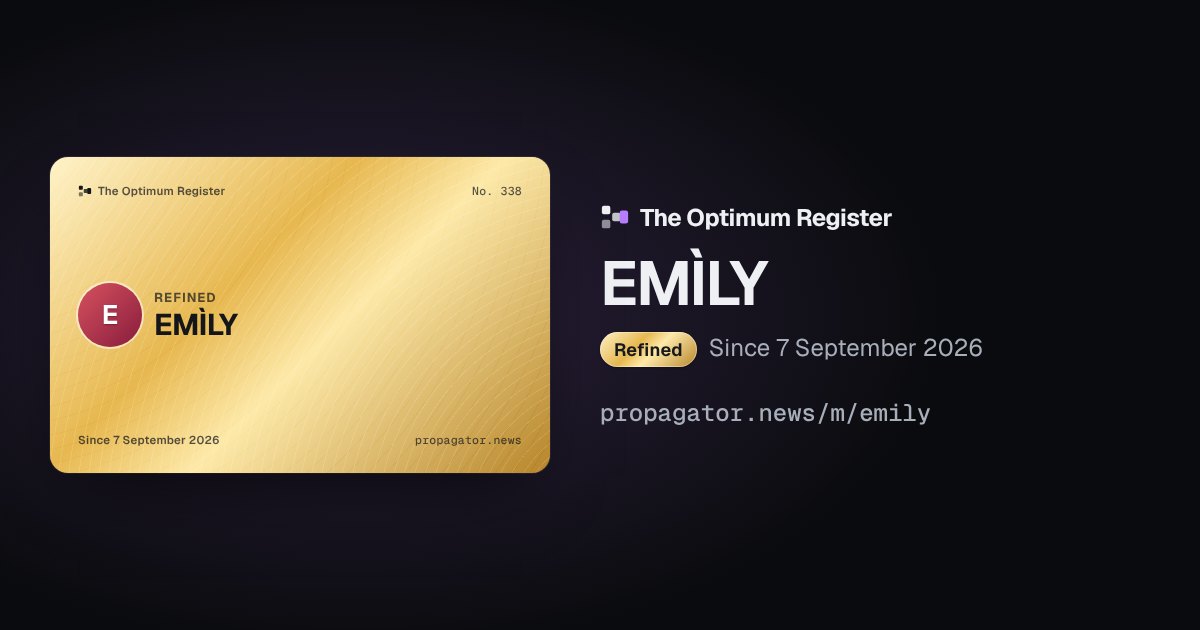 The Optimum Register
No. 338
E
REFINED
EMÌLY
Since 7 September 2026
propagator.news
The Optimum Register
EMÌLY
Refined
Since 7 September 2026
propagator.news/m/emily